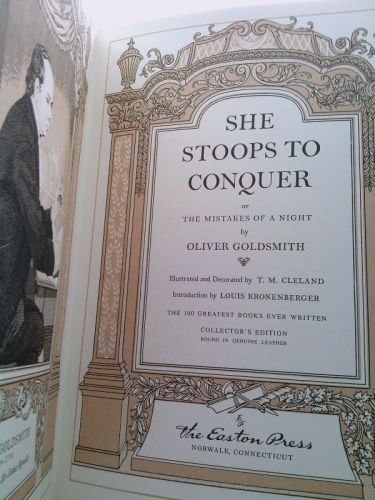 SHE
STOOPS TO
CONQUER
or
THE MISTAKES OF A NIGHT
by
OLIVER GOLDSMITH
Illustrated and Decorated by T. M. CLELAND
Introduction by LOUIS KRONENBERGER
THE 100 GREATEST BOOKS EVER WRITTEN
COLLECTOR'S EDITION
BOUND IN GENUINE LEATHER
The Easton Press
NORWALK, CONNECTICUT
GOLDSMITH